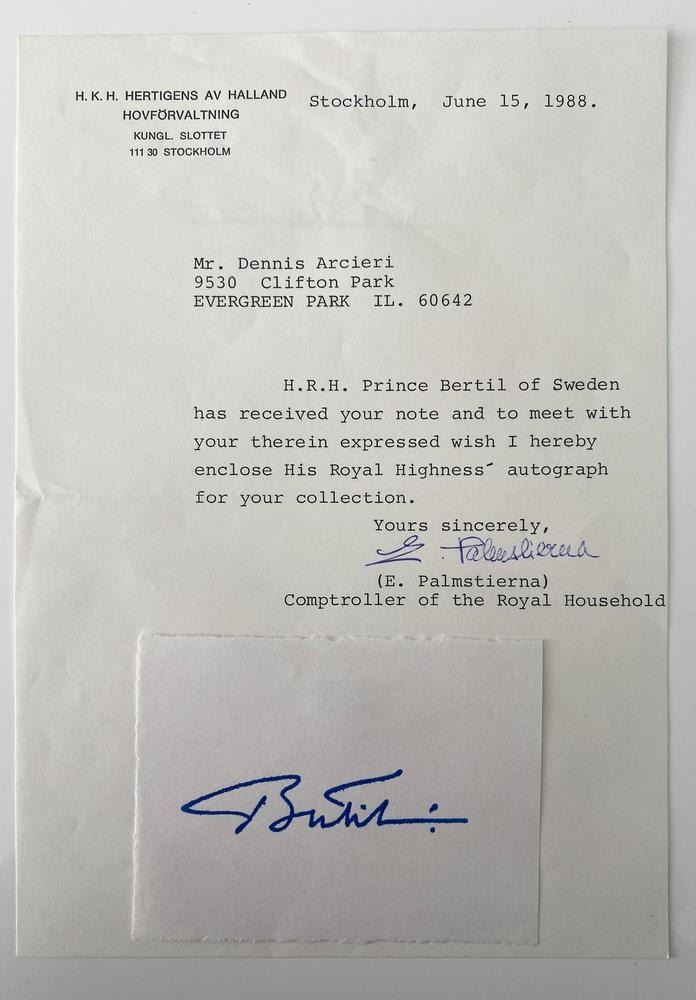 H. K. H. HERTIGENS AV HALLAND
HOVFÖRVALTNING
KUNGL. SLOTTET
111 30 STOCKHOLM
Stockholm, June 15, 1988.
Mr. Dennis Arcieri
9530 Clifton Park
EVERGREEN PARK IL. 60642
H.R.H. Prince Bertil of Sweden
has received your note and to meet with
your therein expressed wish I hereby
enclose His Royal Highness´ autograph
for your collection.
Yours sincerely,
E. Palmstierna
(E. Palmstierna)
Comptroller of the Royal Household
Bertil